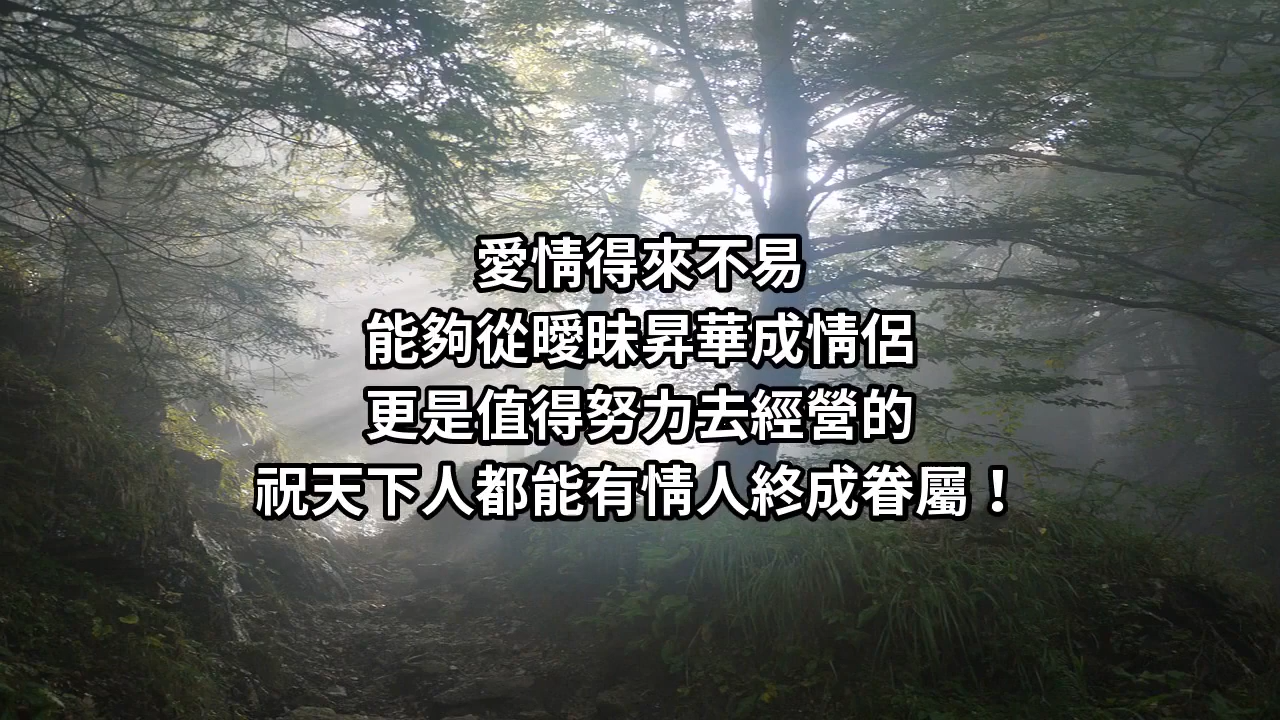 愛情得來不易
能夠從曖昧昇華成情侶
更是值得努力去經營的
祝天下人都能有情人終成眷屬！